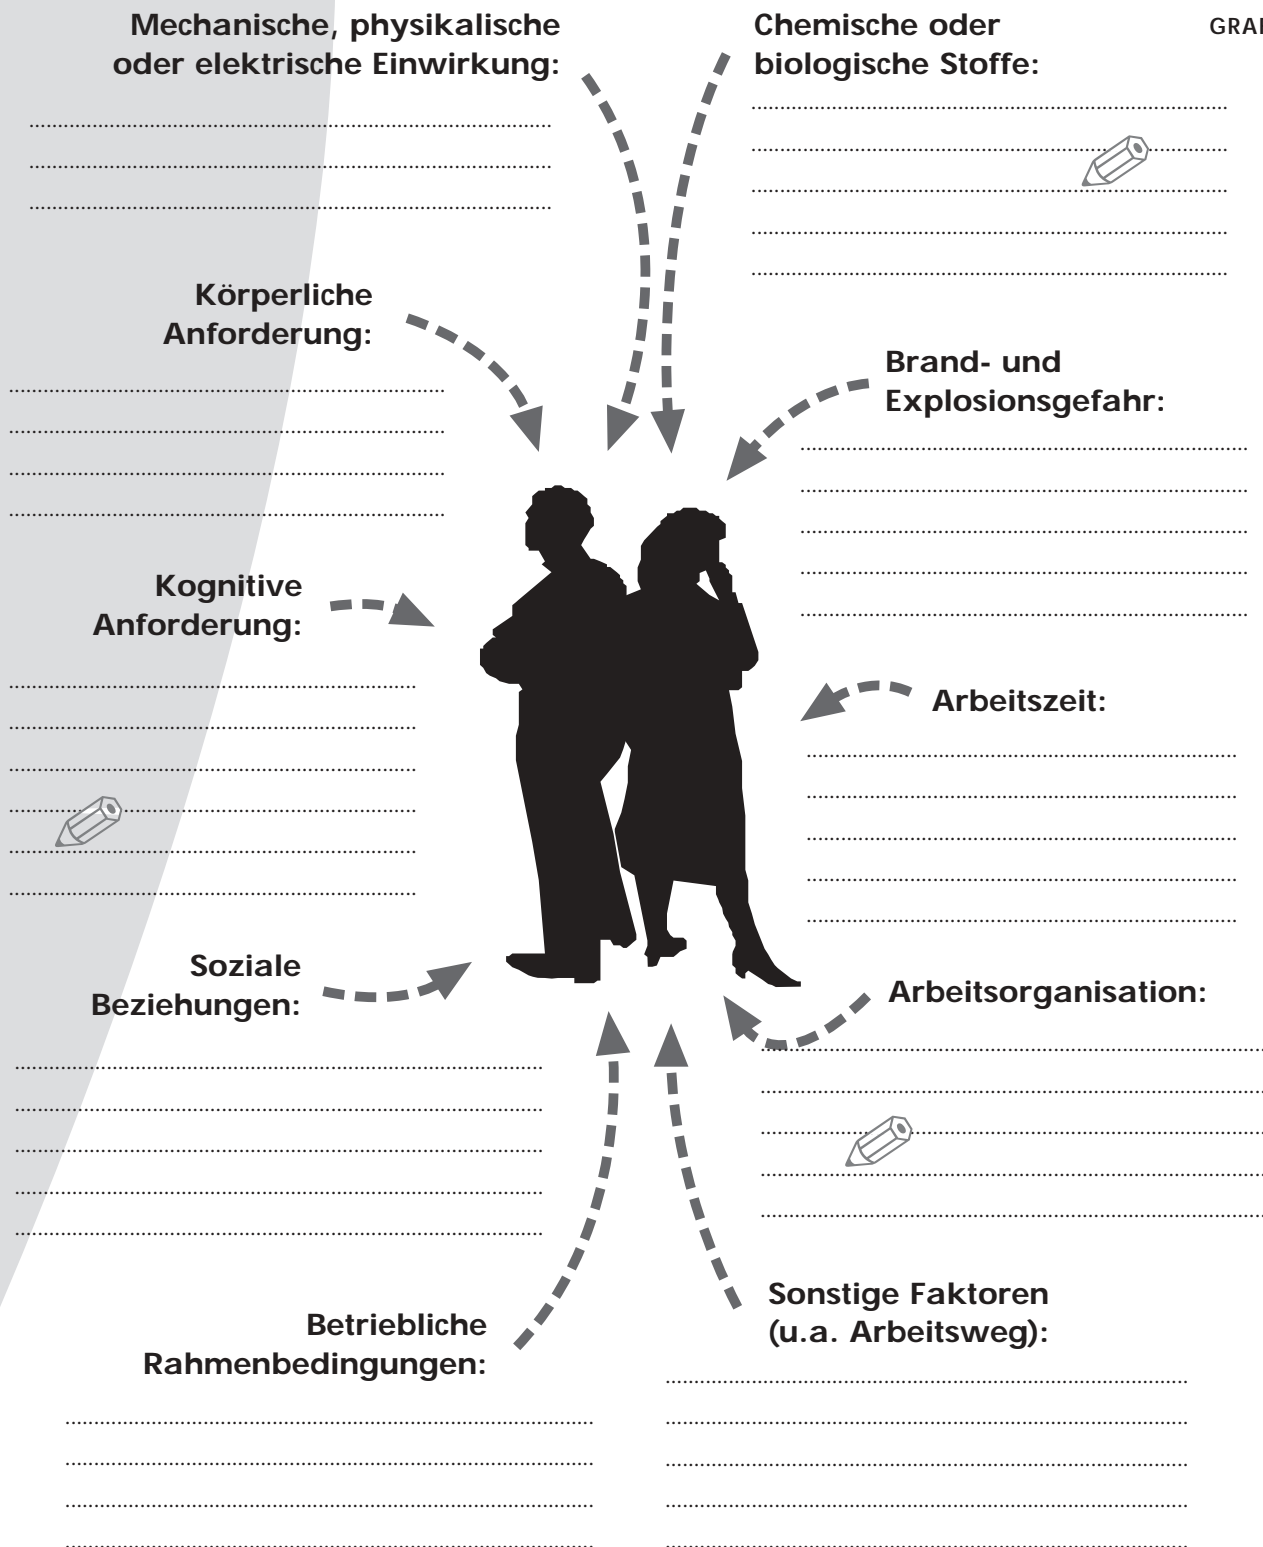 Mechanische, physikalische
oder elektrische Einwirkung:
Chemische oder
biologische Stoffe:
Körperliche
Anforderung:
Brand- und
Explosionsgefahr:
Kognitive
Anforderung:
Arbeitszeit:
Soziale
Beziehungen:
Arbeitsorganisation:
Betriebliche
Rahmenbedingungen:
Sonstige Faktoren
(u.a. Arbeitsweg):